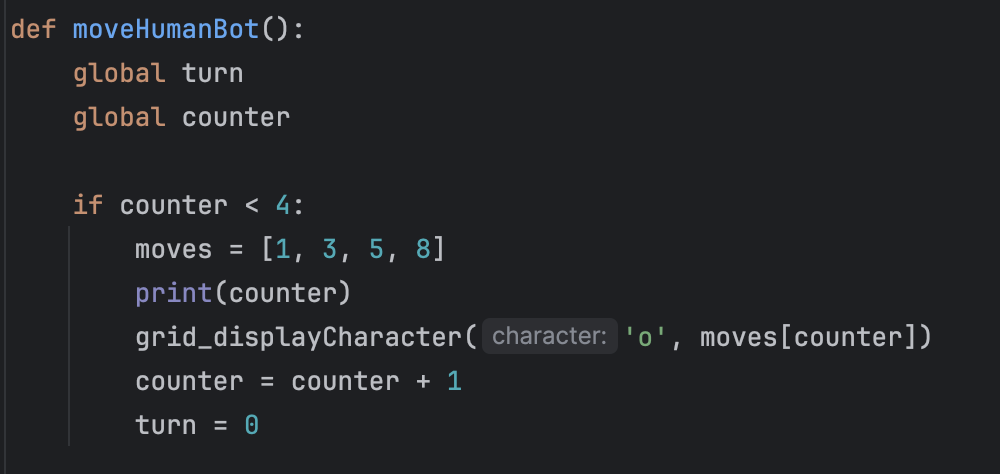 def moveHumanBot():
    global turn
    global counter

    if counter < 4:
        moves = [1, 3, 5, 8]
        print(counter)
        grid_displayCharacter( character: 'o', moves[counter])
        counter = counter + 1
        turn = 0